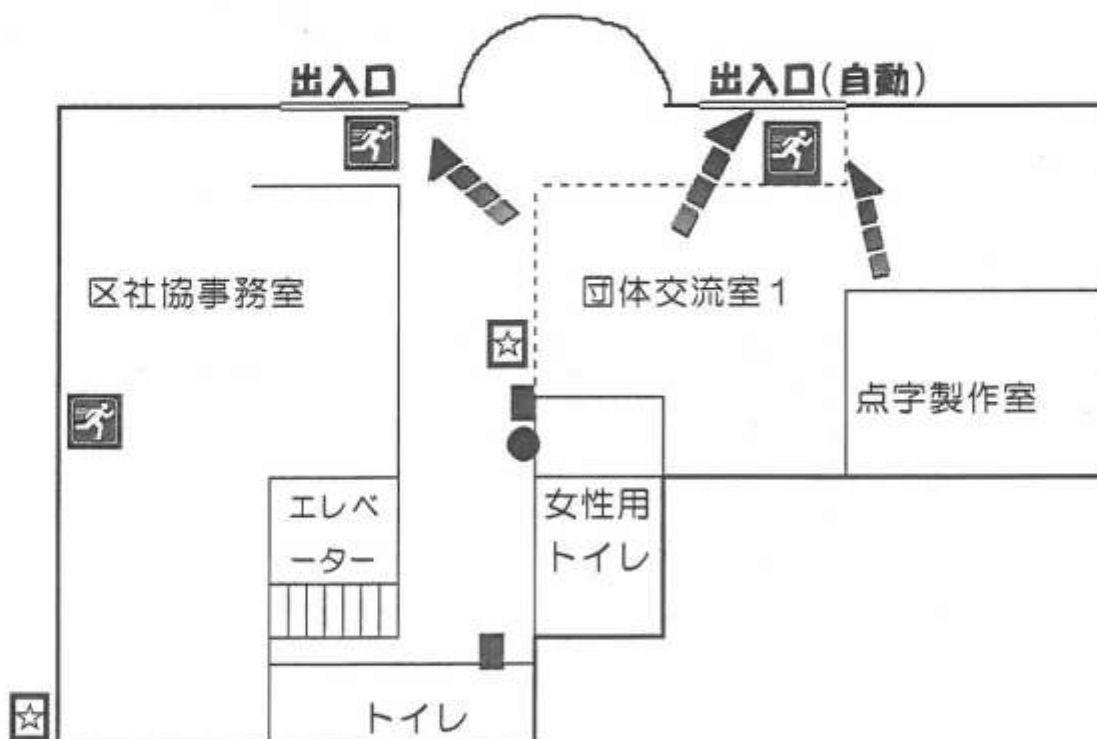 出入口
出入口(自動)
区社協事務室
団体交流室1
点字製作室
エレベ
ーター
女性用
トイレ
トイレ